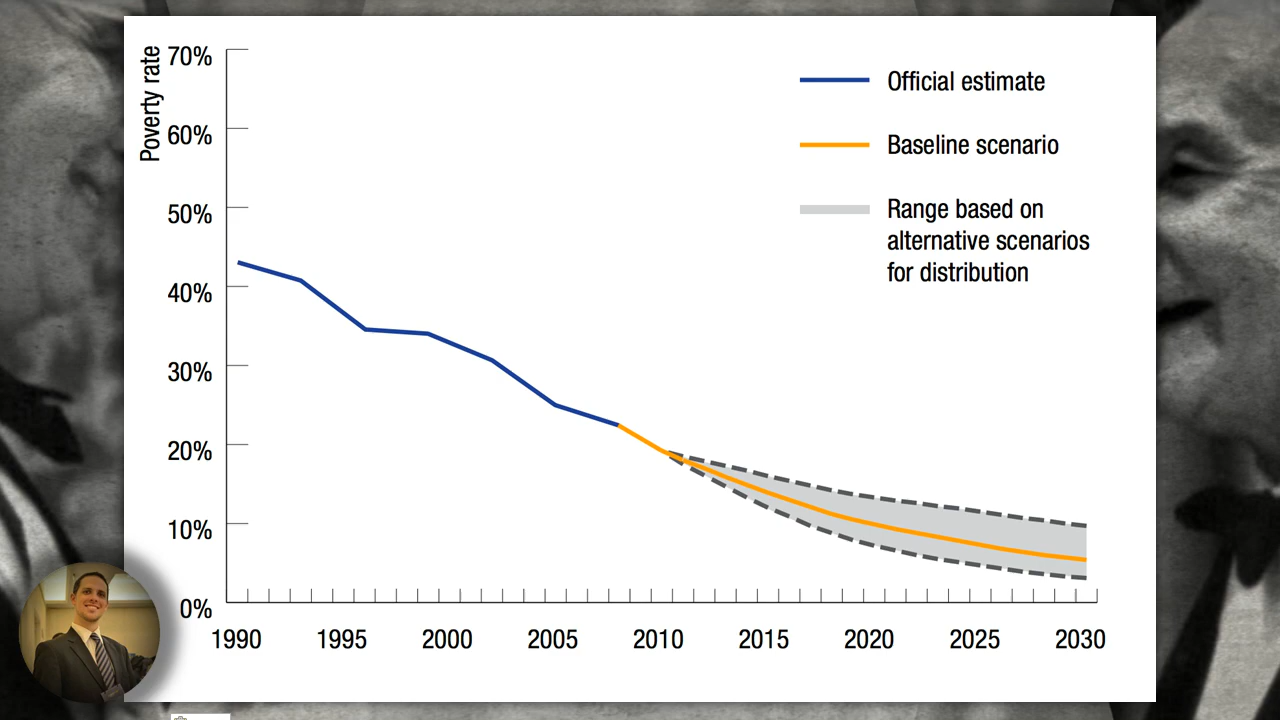 Poverty rate
70%
60%
50%
40%
30%
20%
10%
0%
1990 1995 2000 2005 2010 2015 2020 2025 2030
Official estimate
Baseline scenario
Range based on
alternative scenarios
for distribution